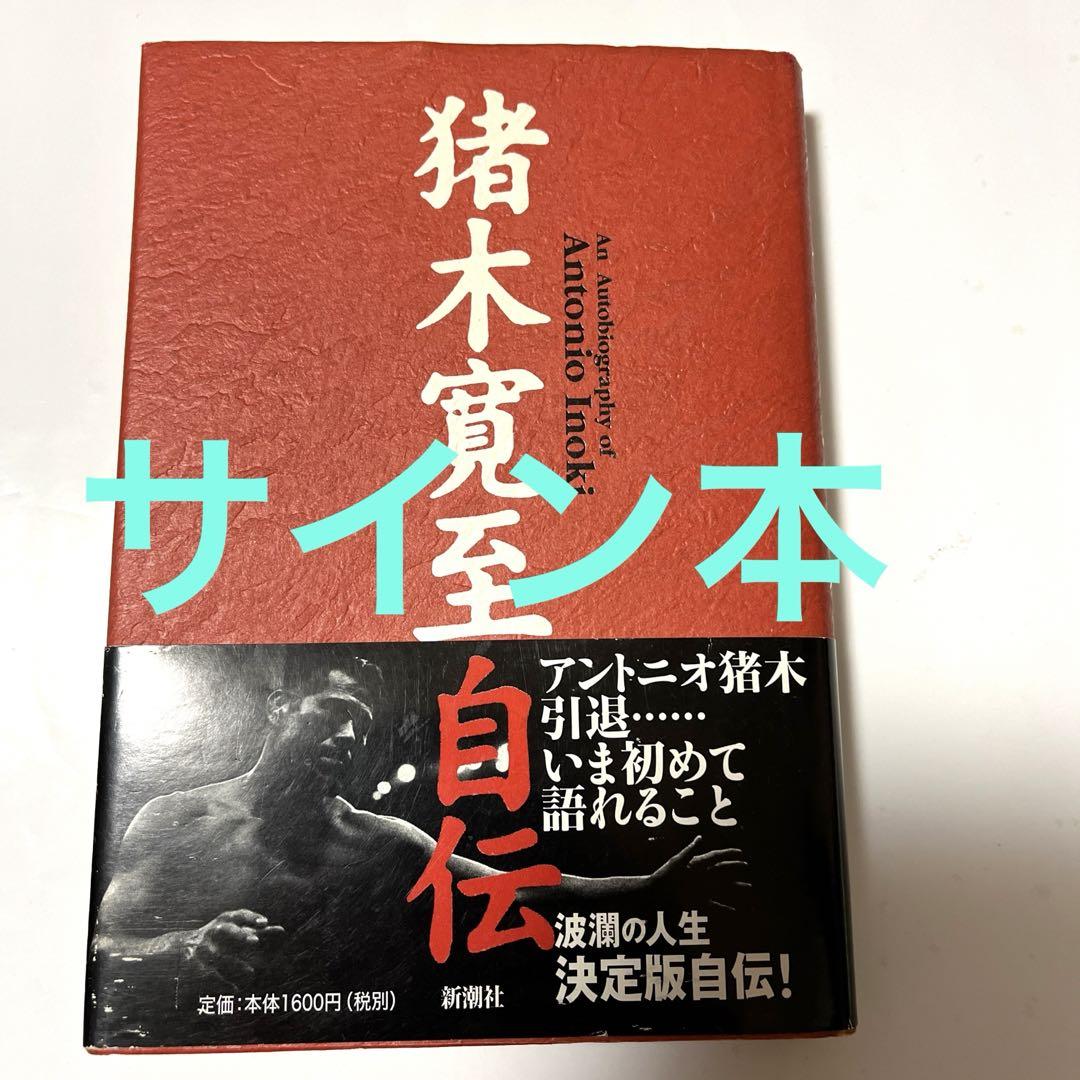 猪木寛至
自伝
An Autobiography of
Antonio Inoki
サイン本
アントニオ猪木
引退……
いま初めて
語れること
波瀾の人生
決定版自伝!
定価:本体1600円(税別)
新潮社